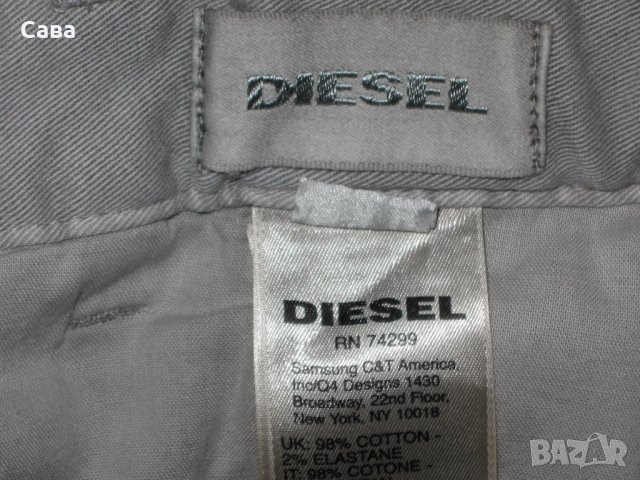 Сава
DIESEL
DIESEL
RN 74299
Samsung C&T America,
Inc/Q4 Designs 1430
Broadway, 22nd Floor,
New York, NY 10018
UK: 98% COTTON -
2% ELASTANE
IT: 98% COTONE -
BAZAR